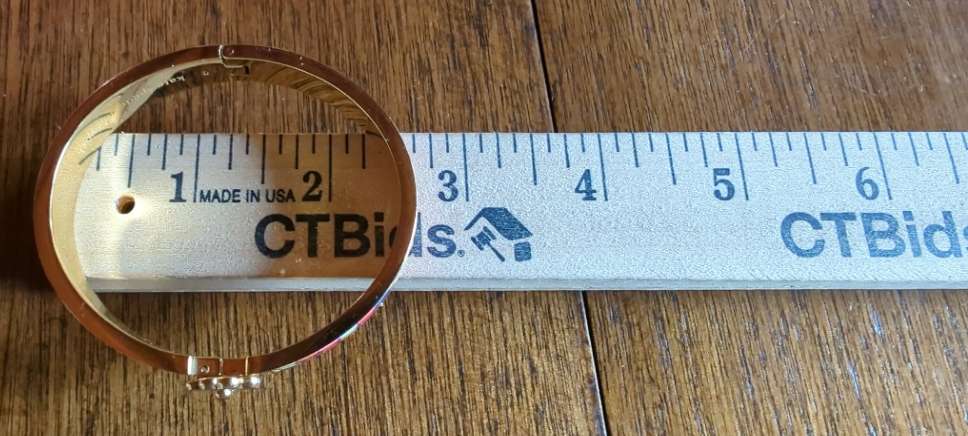 1 MADE IN USA 2 3 4 5 6
CTBids. CTBids